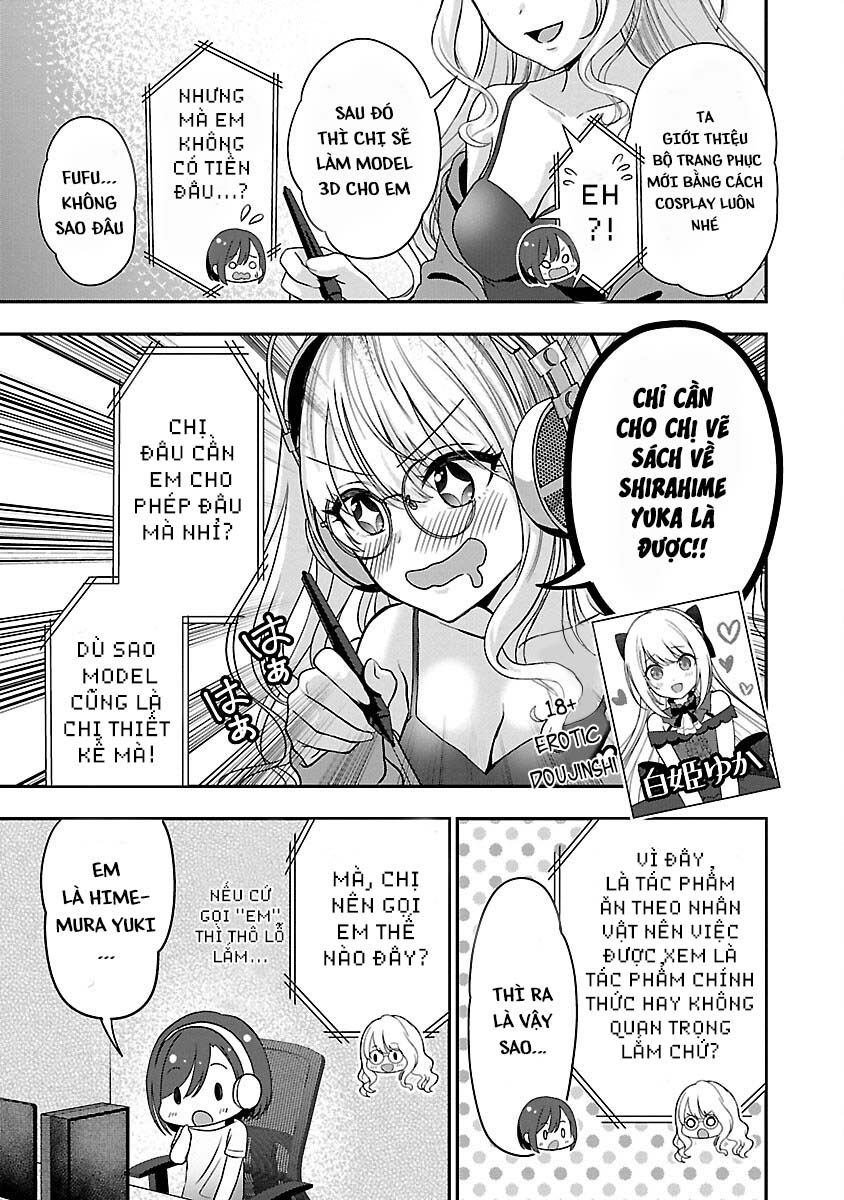 TA
GIỚI THIỆU
BỘ TRANG PHỤC
MỚI BẰNG CÁCH
COSPLAY LUÔN
NHÉ
EH
?!
SAU ĐÓ
THÌ CHỊ SẼ
LÀM MODEL
3D CHO EM
NHƯNG
MÀ EM
KHÔNG
CÓ TIỀN
ĐÂU...?
FUFU...
KHÔNG
SAO ĐÂU
CHỈ CẦN
CHO CHỊ VẼ
SÁCH VỀ
SHIRAHIME
YUKA LÀ
ĐƯỢC!!
白姫ゆか
18+
EROTIC
DOUJINSHI
はぁ
はぁ
CHỊ
ĐÂU CẦN
EM CHO
PHÉP ĐÂU
MÀ NHỈ?
DÙ SAO
MODEL
CŨNG LÀ
CHỊ THIẾT
KẾ MÀ!
VÌ ĐÂY
LÀ TÁC PHẨM
ĂN THEO NHÂN
VẬT NÊN VIỆC
ĐƯỢC XEM LÀ
TÁC PHẨM CHÍNH
THỨC HAY KHÔNG
QUAN TRỌNG
LẮM CHỨ?
THÌ RA
LÀ VẬY
SAO...
MÀ, CHỊ
NÊN GỌI
EM THẾ
NÀO ĐÂY?
NẾU CỨ
GỌI "EM"
THÌ THÔ LỖ
LẮM...
EM
LÀ HIME-
MURA YUKI
...